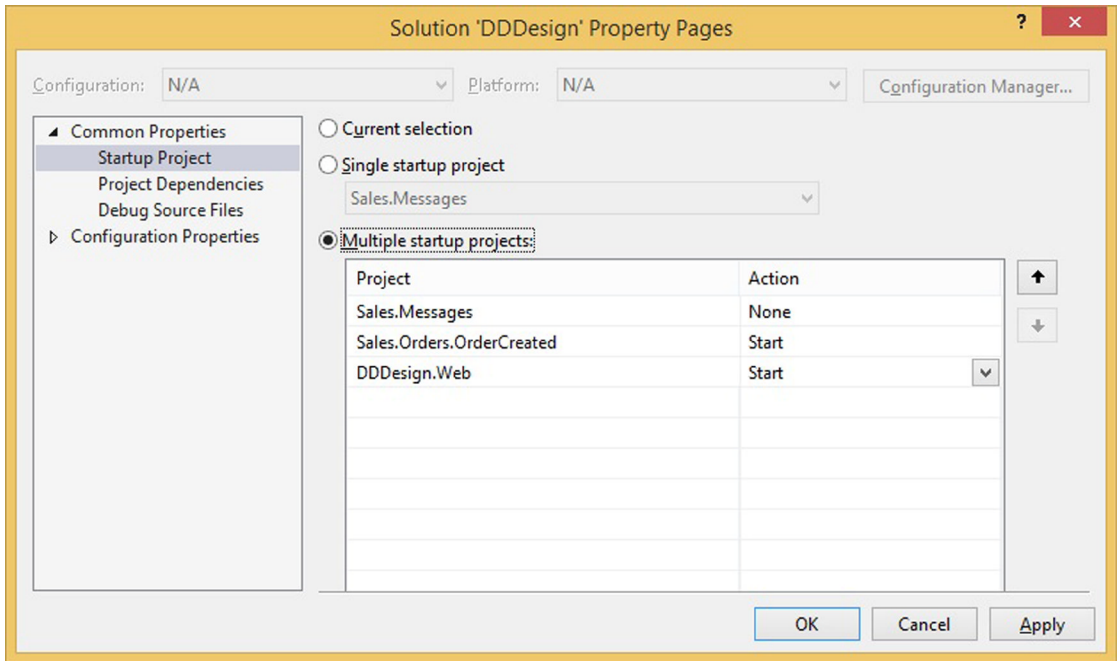 Solution 'DDDesign' Property Pages
?
Configuration: N/A Platform: N/A Configuration Manager...
Common Properties
Startup Project
Project Dependencies
Debug Source Files
Configuration Properties
Current selection
Single startup project
Sales.Messages
Multiple startup projects:
Project Action
Sales.Messages None
Sales.Orders.OrderCreated Start
DDDesign.Web Start
OK Cancel Apply